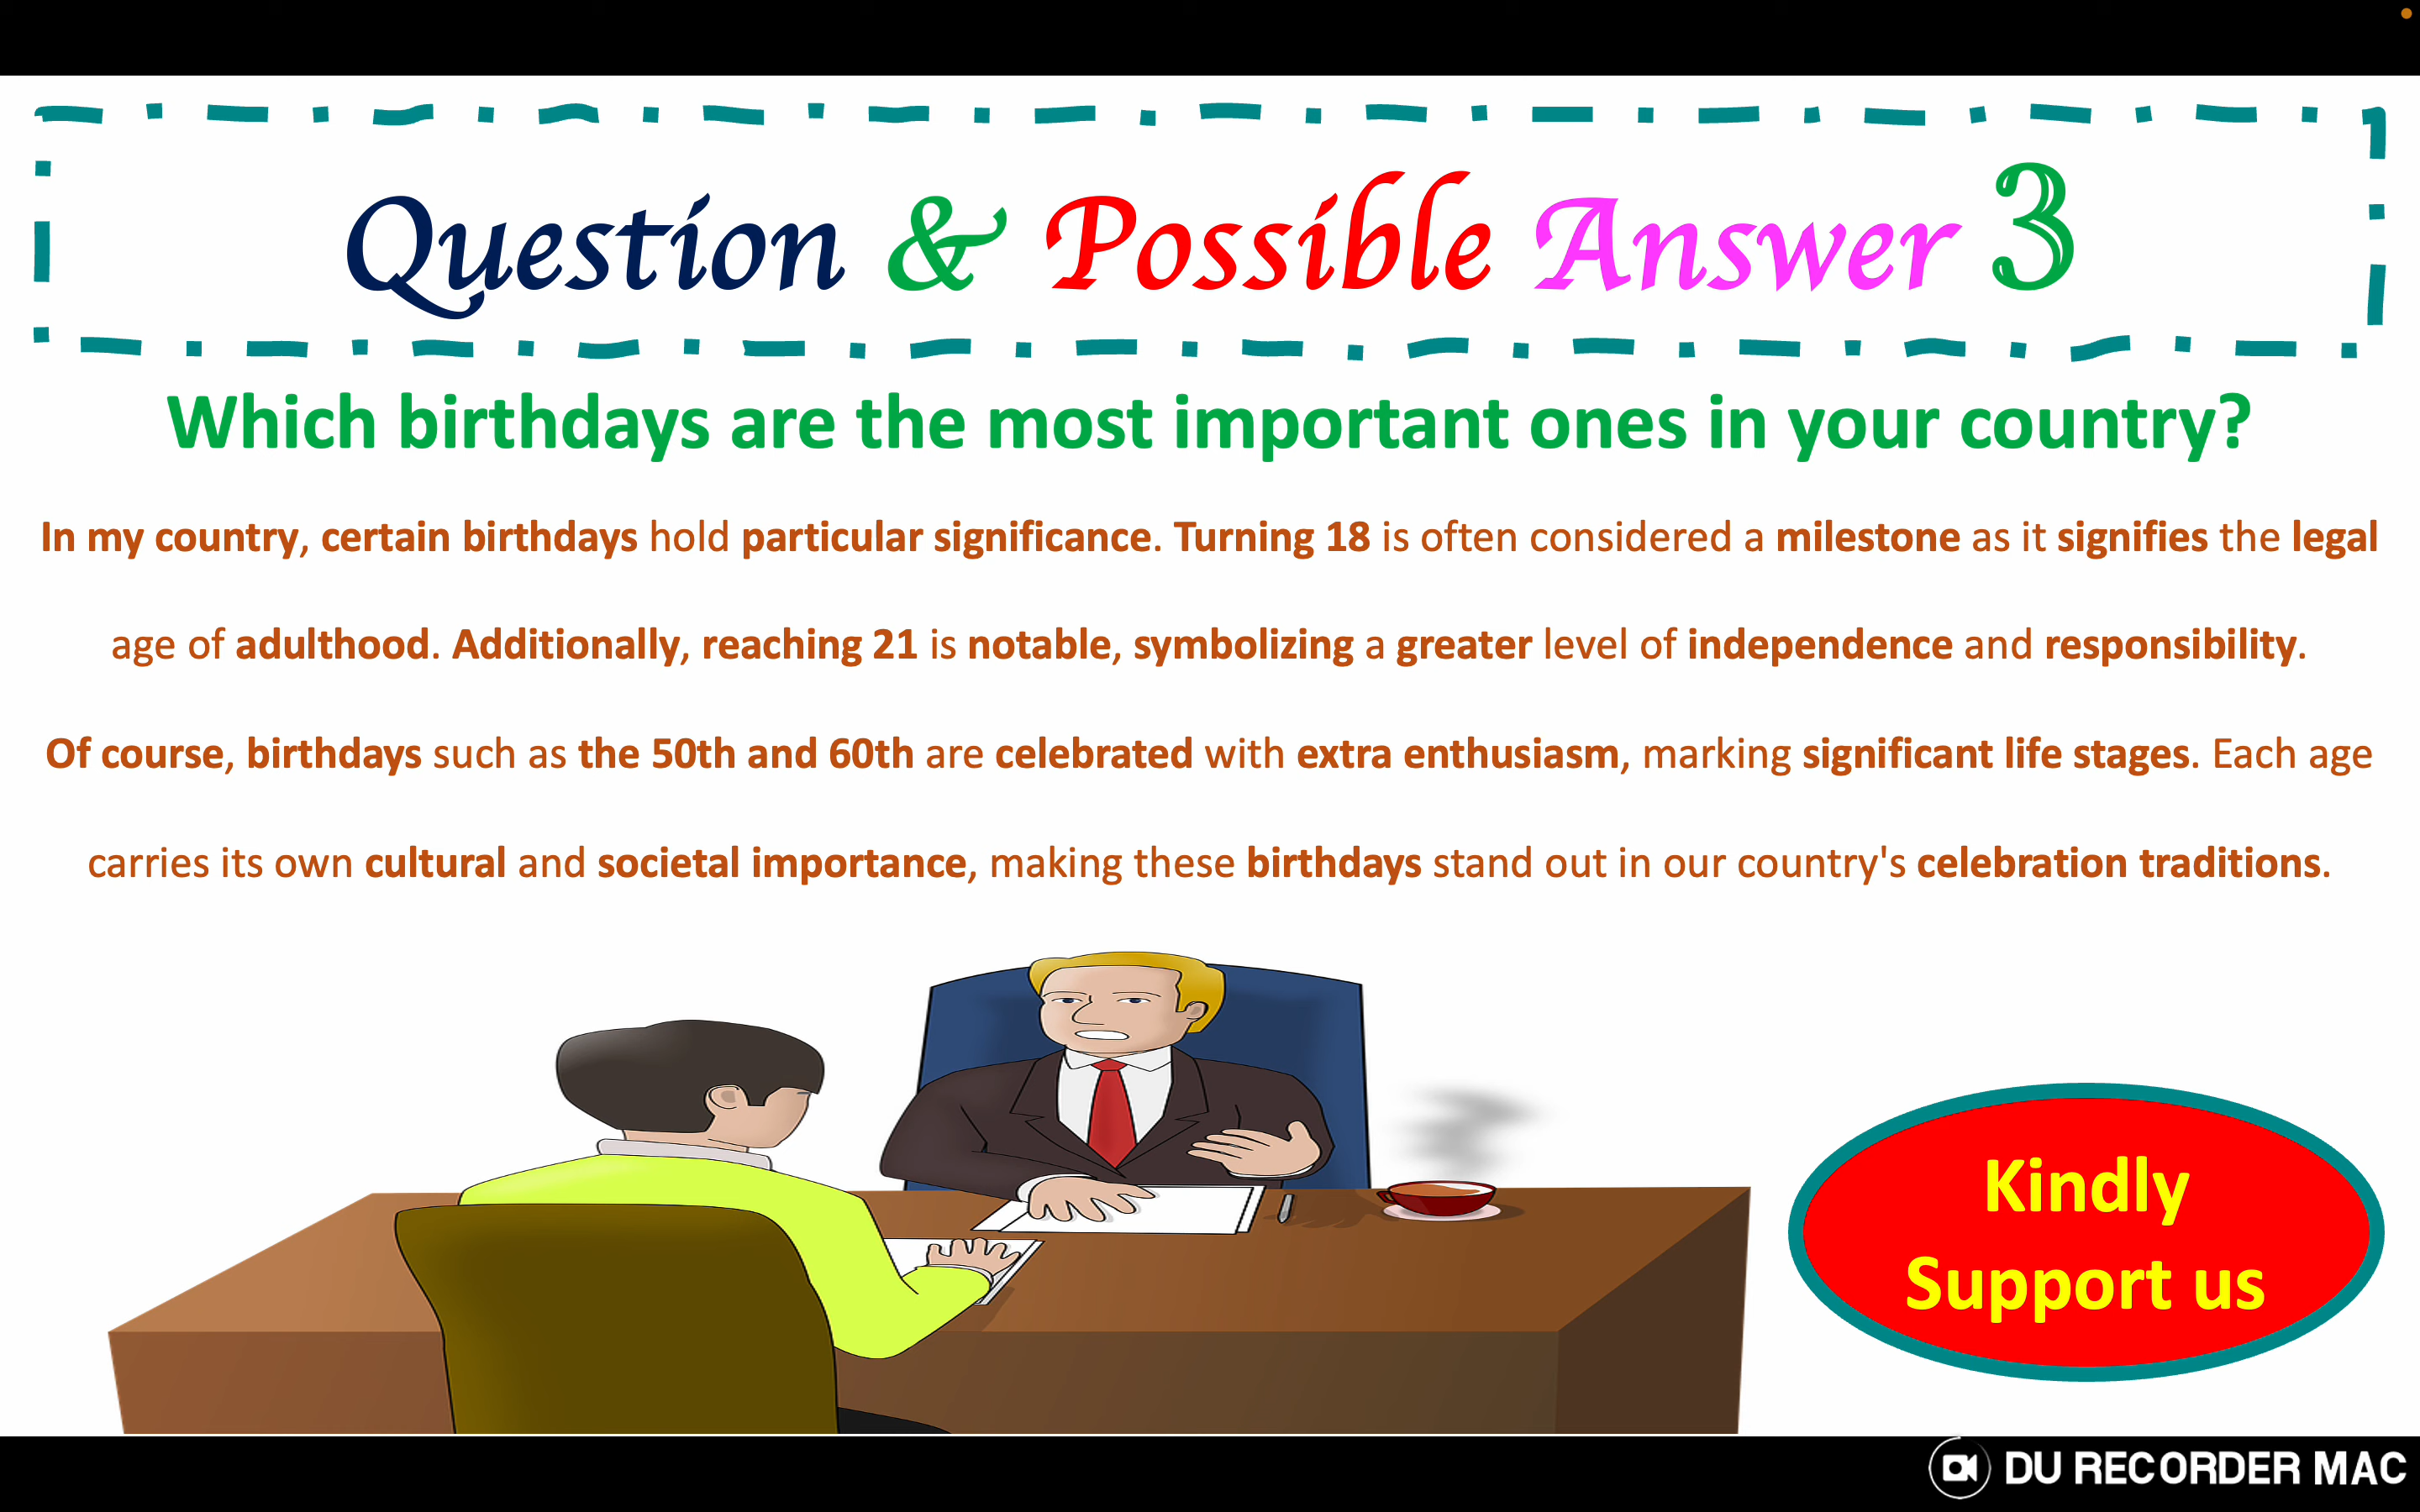 Question & Possible Answer 3
Which birthdays are the most important ones in your country?
In my country, certain birthdays hold particular significance. Turning 18 is often considered a milestone as it signifies the legal
age of adulthood. Additionally, reaching 21 is notable, symbolizing a greater level of independence and responsibility.
Of course, birthdays such as the 50th and 60th are celebrated with extra enthusiasm, marking significant life stages. Each age
carries its own cultural and societal importance, making these birthdays stand out in our country's celebration traditions.
Kindly
Support us
DU RECORDER MAC